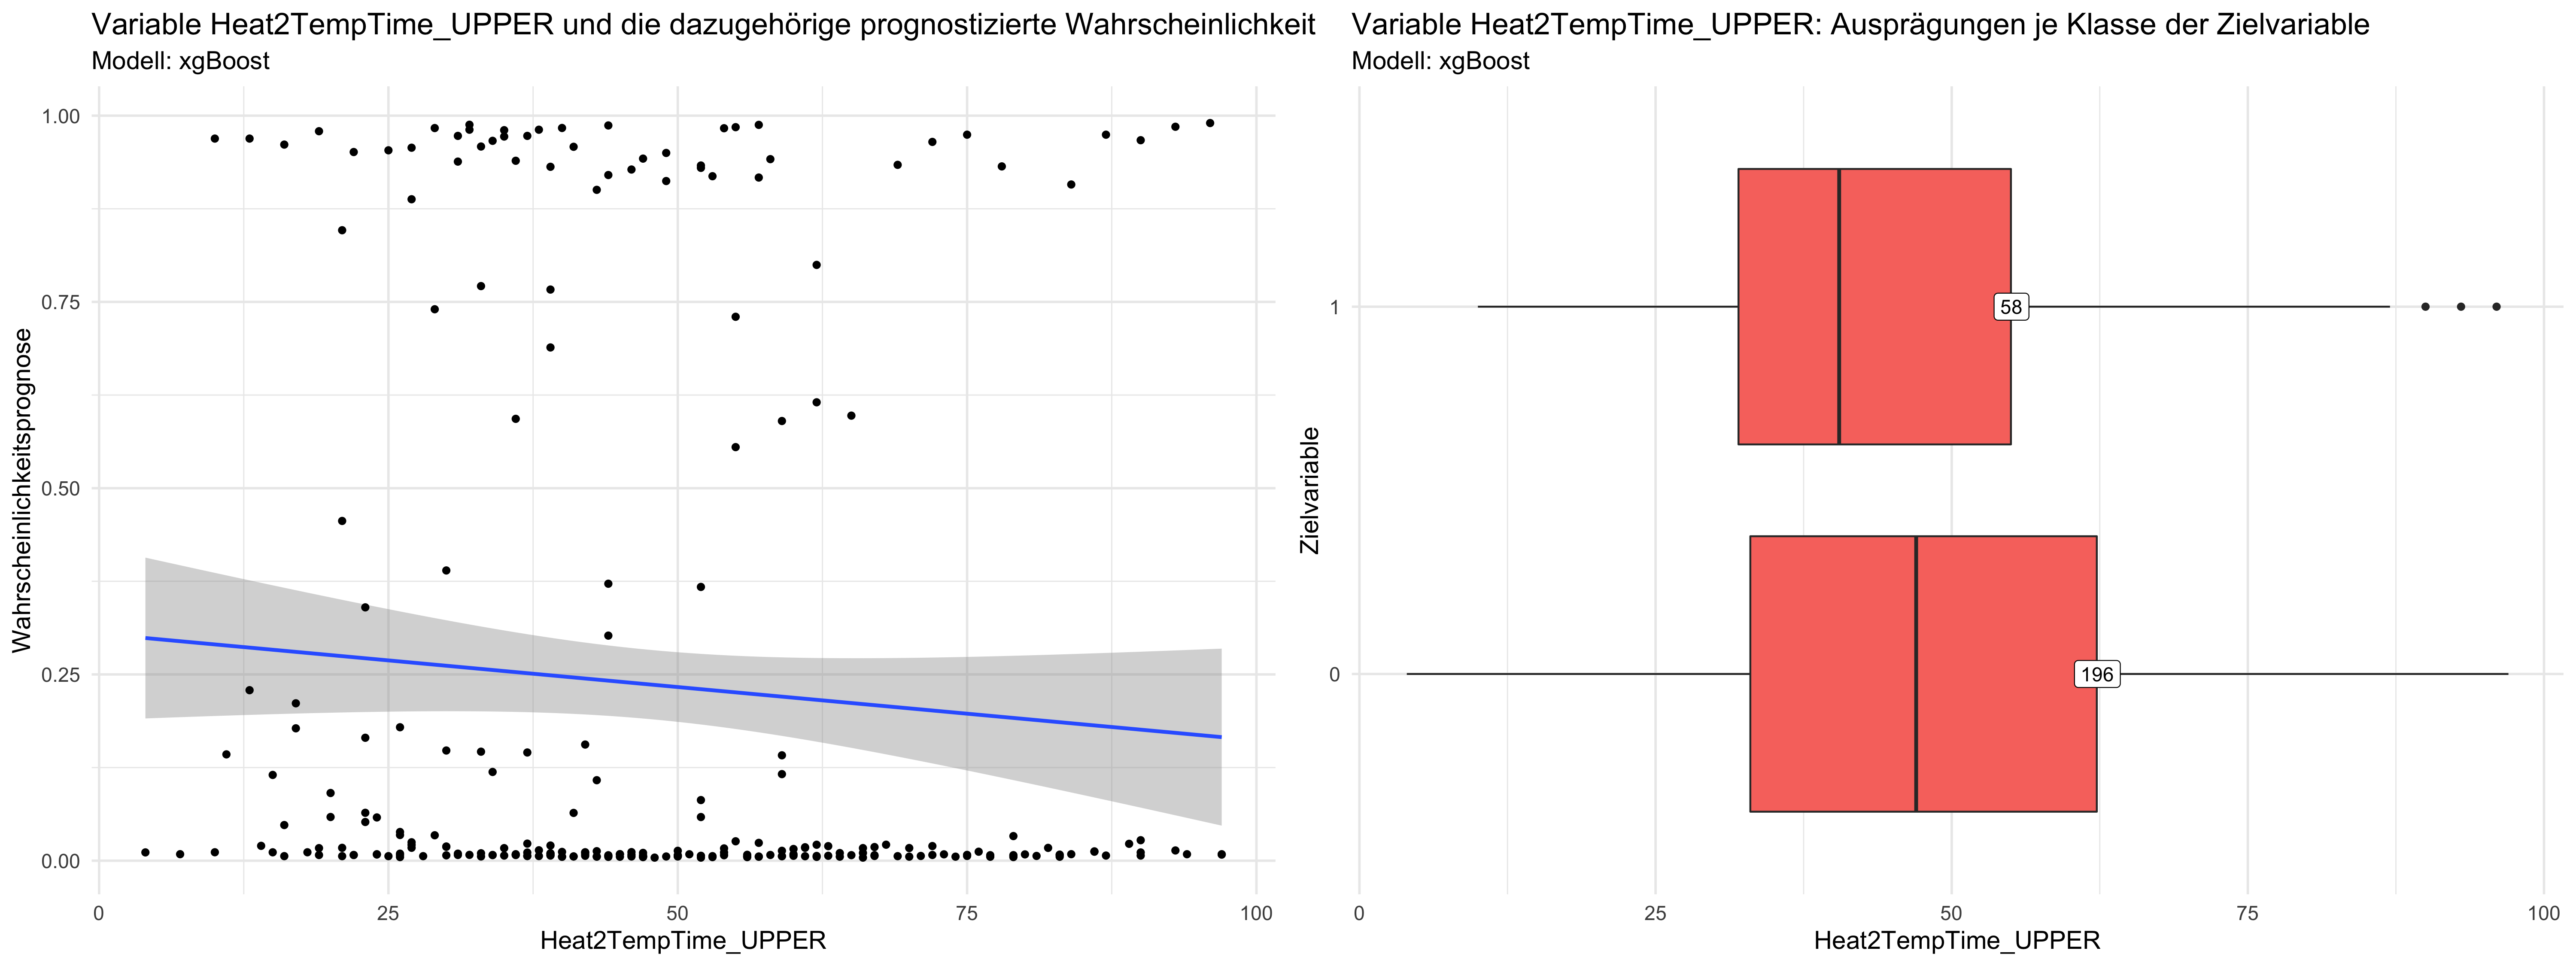 Variable Heat2TempTime_UPPER und die dazugehörige prognostizierte Wahrscheinlichkeit
Modell: xgBoost
Wahrscheinlichkeitsprognose
1.00
0.75
0.50
0.25
0.00
0 25 50 75 100
Heat2TempTime_UPPER
Variable Heat2TempTime_UPPER: Ausprägungen je Klasse der Zielvariable
Modell: xgBoost
Zielvariable
1
58
0
196
0 25 50 75 100
Heat2TempTime_UPPER